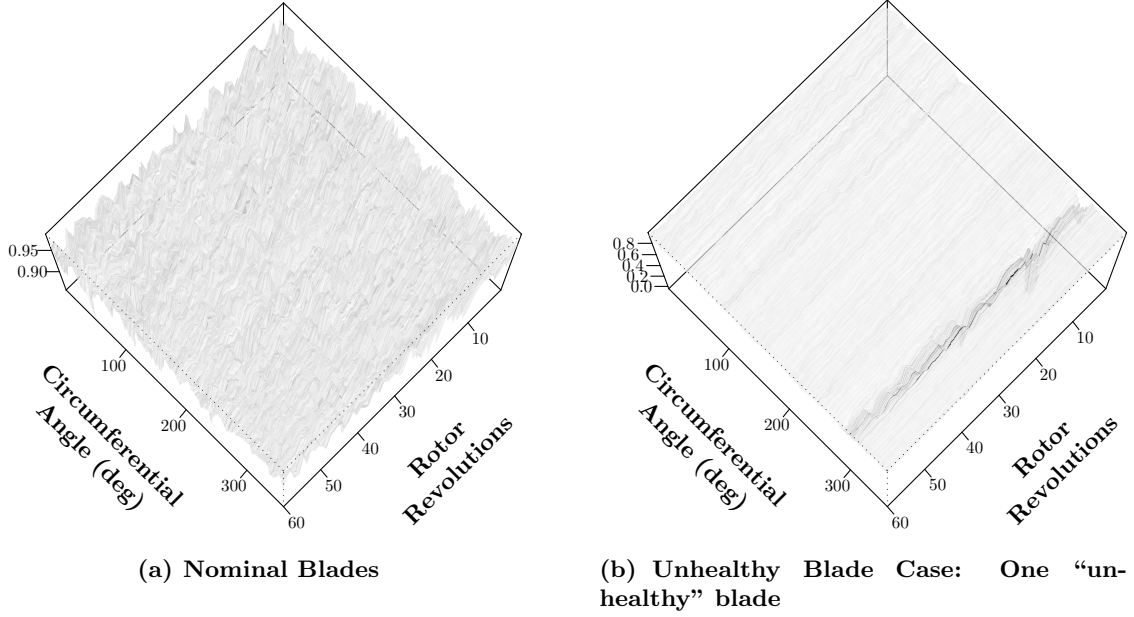 0.95
0.90
100
200
300
10
20
30
40
50
60
Circumferential
Angle (deg)
Rotor
Revolutions
(a) Nominal Blades
0.8
0.6
0.4
0.2
0.0
100
200
300
10
20
30
40
50
60
Circumferential
Angle (deg)
Rotor
Revolutions
(b) Unhealthy Blade Case: One “un-
healthy” blade